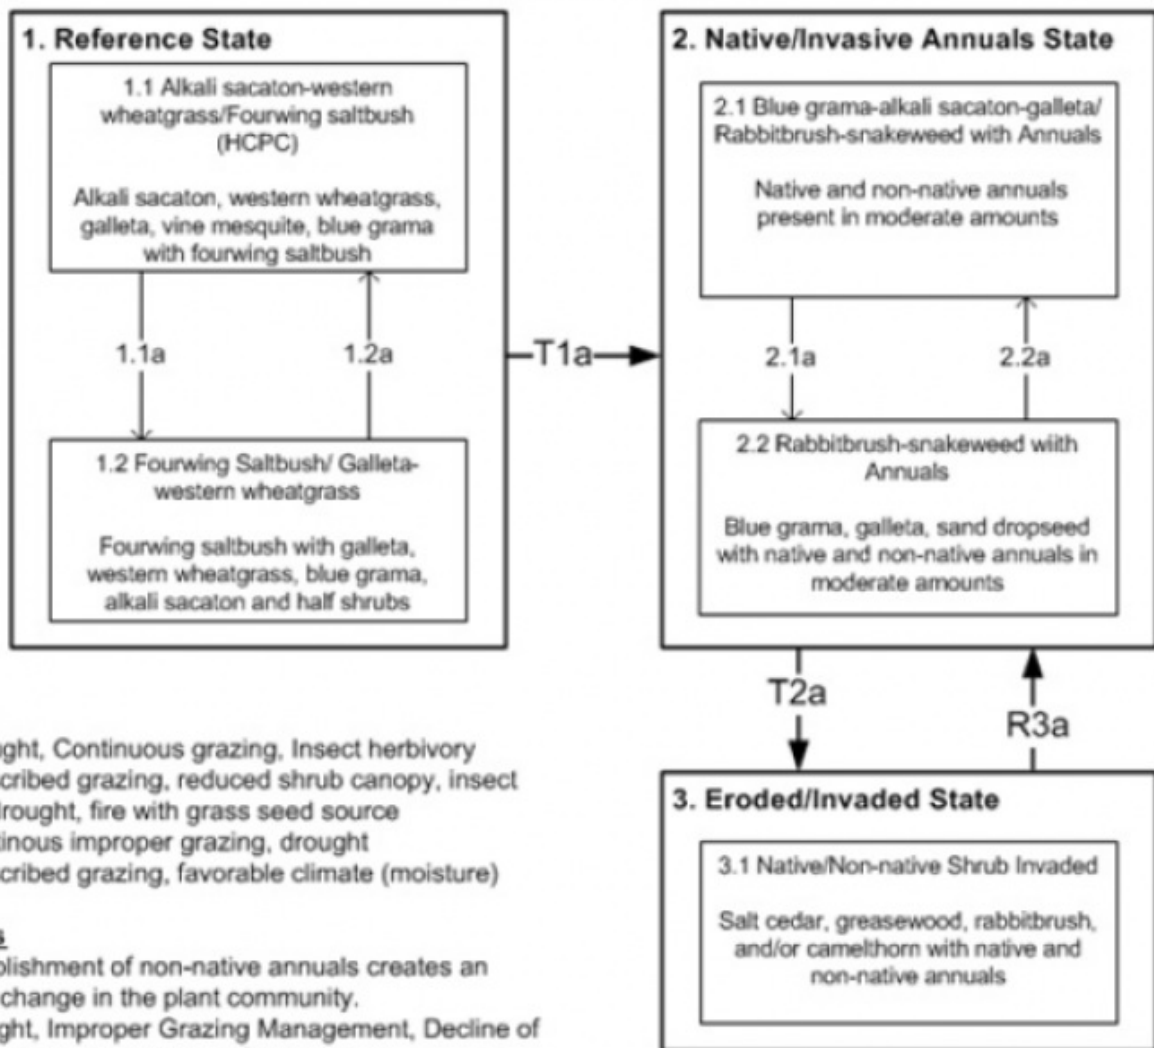 1. Reference State
1.1 Alkali sacaton-western
wheatgrass/Fourwing saltbush
(HCPC)
Alkali sacaton, western wheatgrass,
galleta, vine mesquite, blue grama
with fourwing saltbush
1.1a
1.2a
1.2 Fourwing Saltbush/ Galleta-
western wheatgrass
Fourwing saltbush with galleta,
western wheatgrass, blue grama,
alkali sacaton and half shrubs
T1a
2. Native/Invasive Annuals State
2.1 Blue grama-alkali sacaton-galleta/
Rabbitbrush-snakeweed with Annuals
Native and non-native annuals
present in moderate amounts
2.1a
2.2a
2.2 Rabbitbrush-snakeweed wiith
Annuals
Blue grama, galleta, sand dropseed
with native and non-native annuals in
moderate amounts
T2a
R3a
3. Eroded/Invaded State
3.1 Native/Non-native Shrub Invaded
Salt cedar, greasewood, rabbitbrush,
and/or camelthorn with native and
non-native annuals
ght, Continuous grazing, Insect herbivory
cribed grazing, reduced shrub canopy, insect
drought, fire with grass seed source
tinous improper grazing, drought
cribed grazing, favorable climate (moisture)
s
blishment of non-native annuals creates an
change in the plant community.
ght, Improper Grazing Management, Decline of